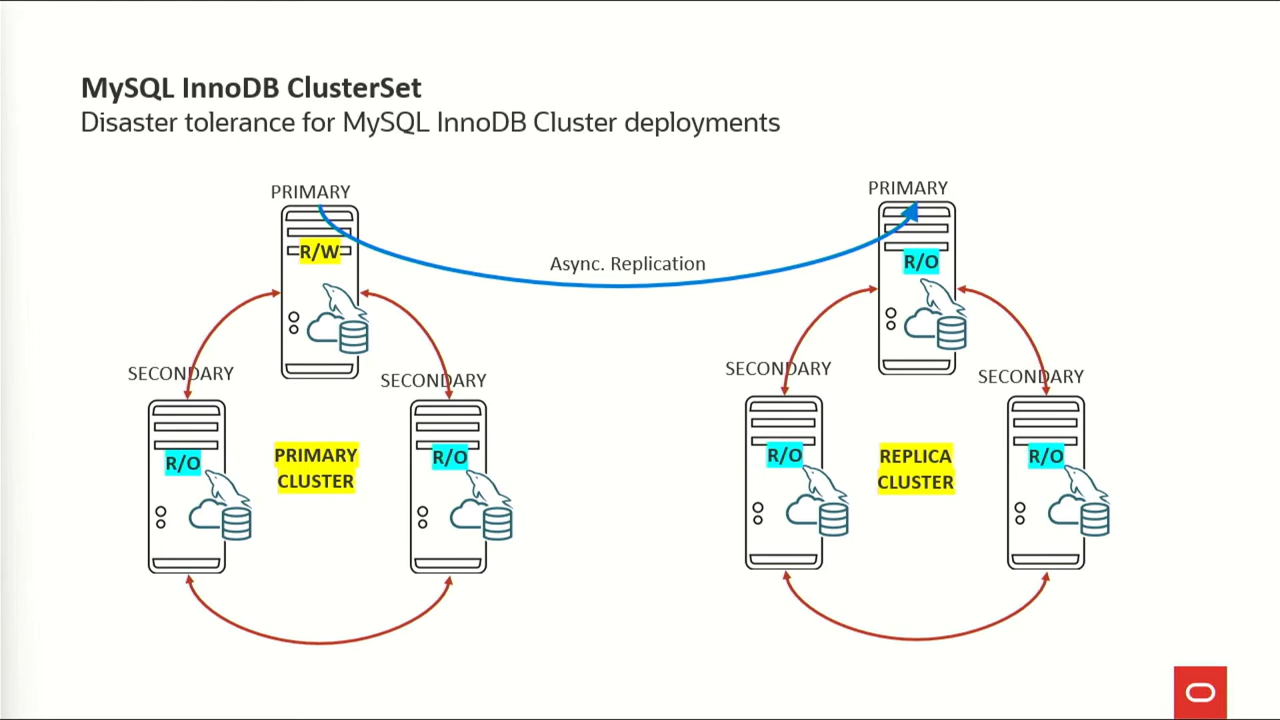 MySQL InnoDB ClusterSet
Disaster tolerance for MySQL InnoDB Cluster deployments
PRIMARY
PRIMARY
R/W
Async. Replication
R/O
SECONDARY
SECONDARY
SECONDARY
SECONDARY
R/O
PRIMARY
CLUSTER
R/O
R/O
REPLICA
CLUSTER
R/O